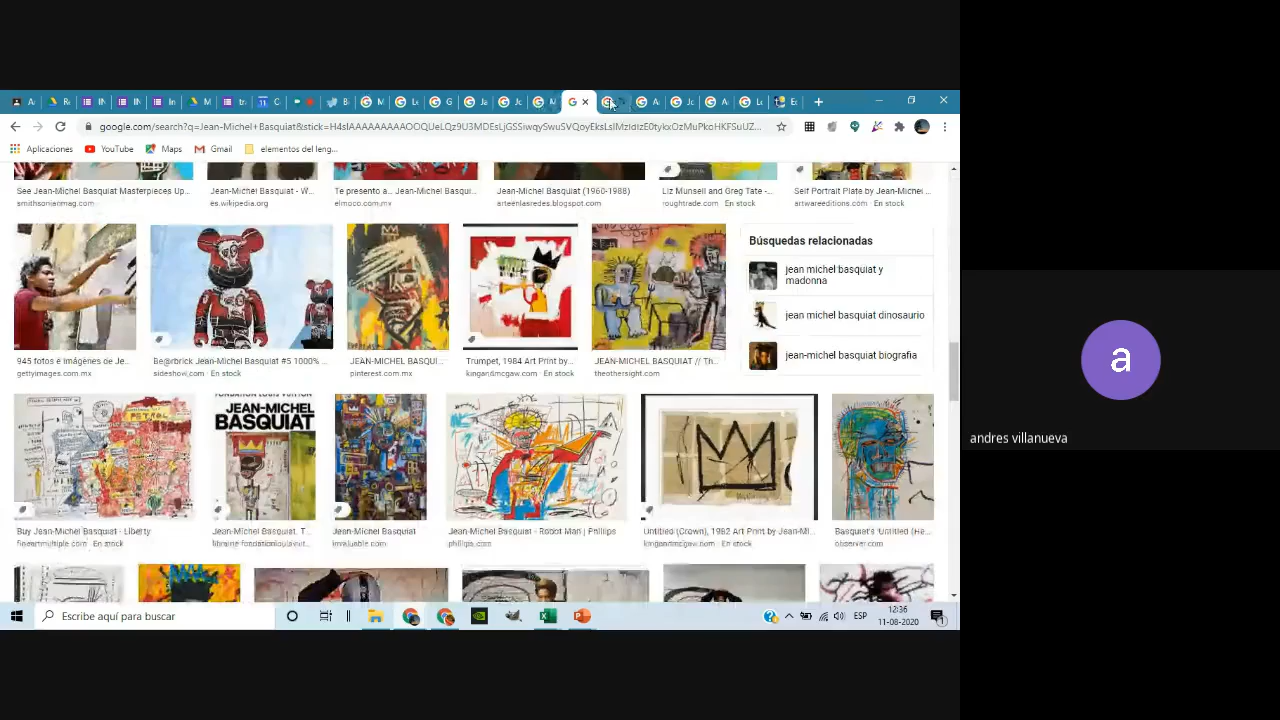 google.com/search?q=Jean-Michel+Basquiat&stick=
Aplicaciones
YouTube
Maps
Gmail
elementos del leng...
See Jean-Michel Basquiat Masterpieces Up...
smithsonianmag.com
Jean-Michel Basquiat - W...
es.wikipedia.org
Te presento a... Jean-Michel Basqui...
elmoco.com.mx
Jean-Michel Basquiat (1960-1988)
arteenlasredes.blogspot.com
Liz Munsell and Greg Tate -...
roughtrade.com · En stock
Self Portrait Plate by Jean-Michel ...
artwareeditions.com · En stock
945 fotos e imágenes de Je...
gettyimages.com.mx
Be@rbrick Jean-Michel Basquiat #5 1000% ...
sideshow.com · En stock
JEAN-MICHEL BASQUI...
pinterest.com.mx
Trumpet, 1984 Art Print by...
kingandmcgaw.com · En stock
JEAN-MICHEL BASQUIAT // Th...
theothersight.com
Búsquedas relacionadas
jean michel basquiat y
madonna
jean michel basquiat dinosaurio
jean-michel basquiat biografia
JEAN-MICHEL
BASQUIAT
Buy Jean-Michel Basquiat - Liberty
fineartmultiple.com · En stock
Jean-Michel Basquiat. T...
Jean-Michel Basquiat
invaluable.com
Jean-Michel Basquiat - Robot Man | Phillips
phillips.com
Untitled (Crown), 1982 Art Print by Jean-Mi...
kingandmcgaw.com · En stock
Basquiat's 'Untitled (He...
observer.com
Escribe aquí para buscar
ESP
12:36
11-08-2020
a
andres villanueva